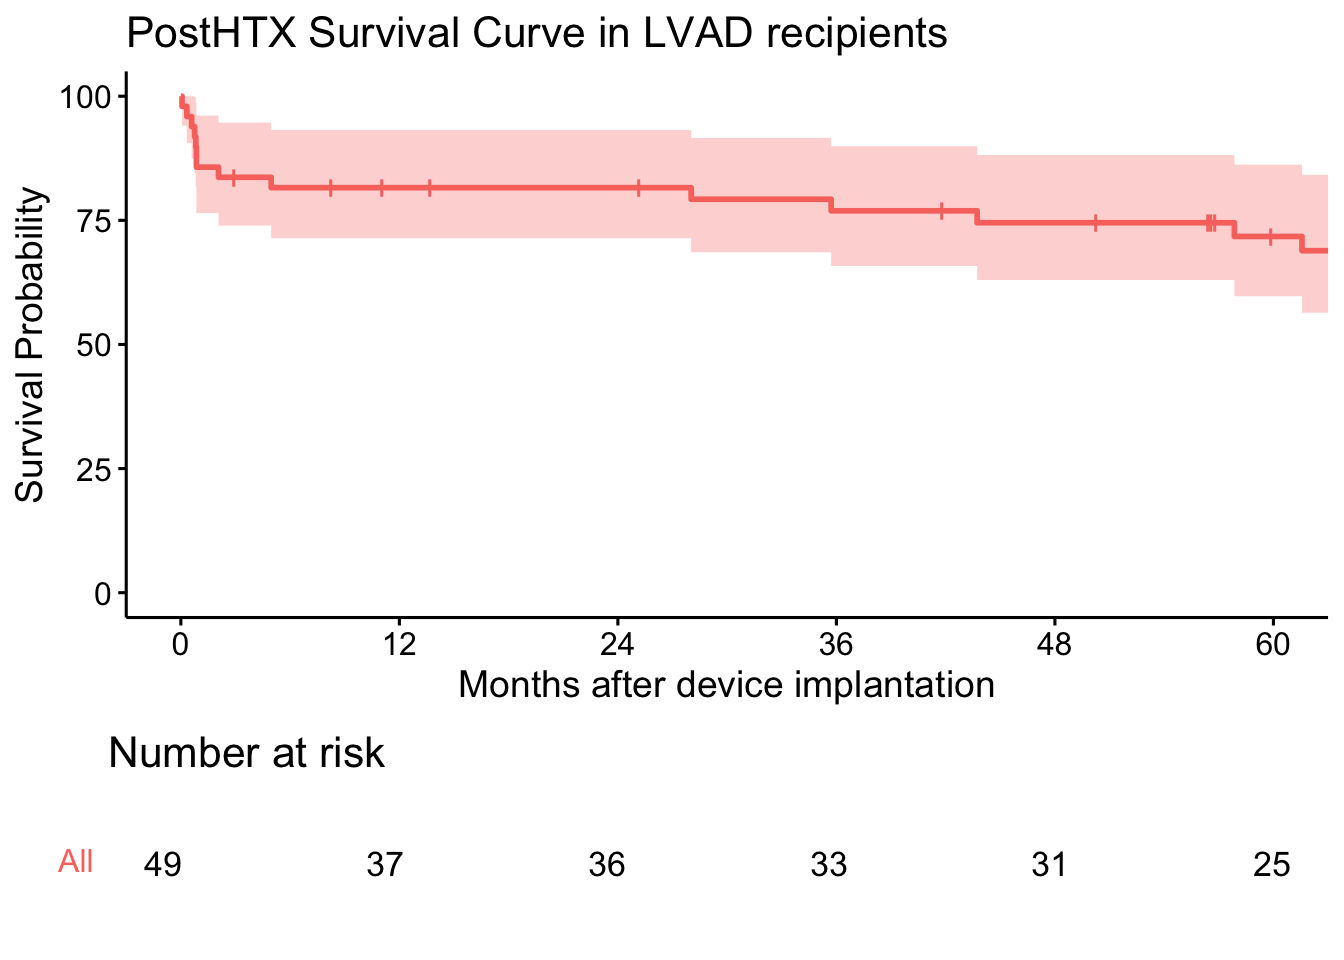 PostHTX Survival Curve in LVAD recipients
Survival Probability
100
75
50
25
0
0 12 24 36 48 60
Months after device implantation
Number at risk
All 49 37 36 33 31 25